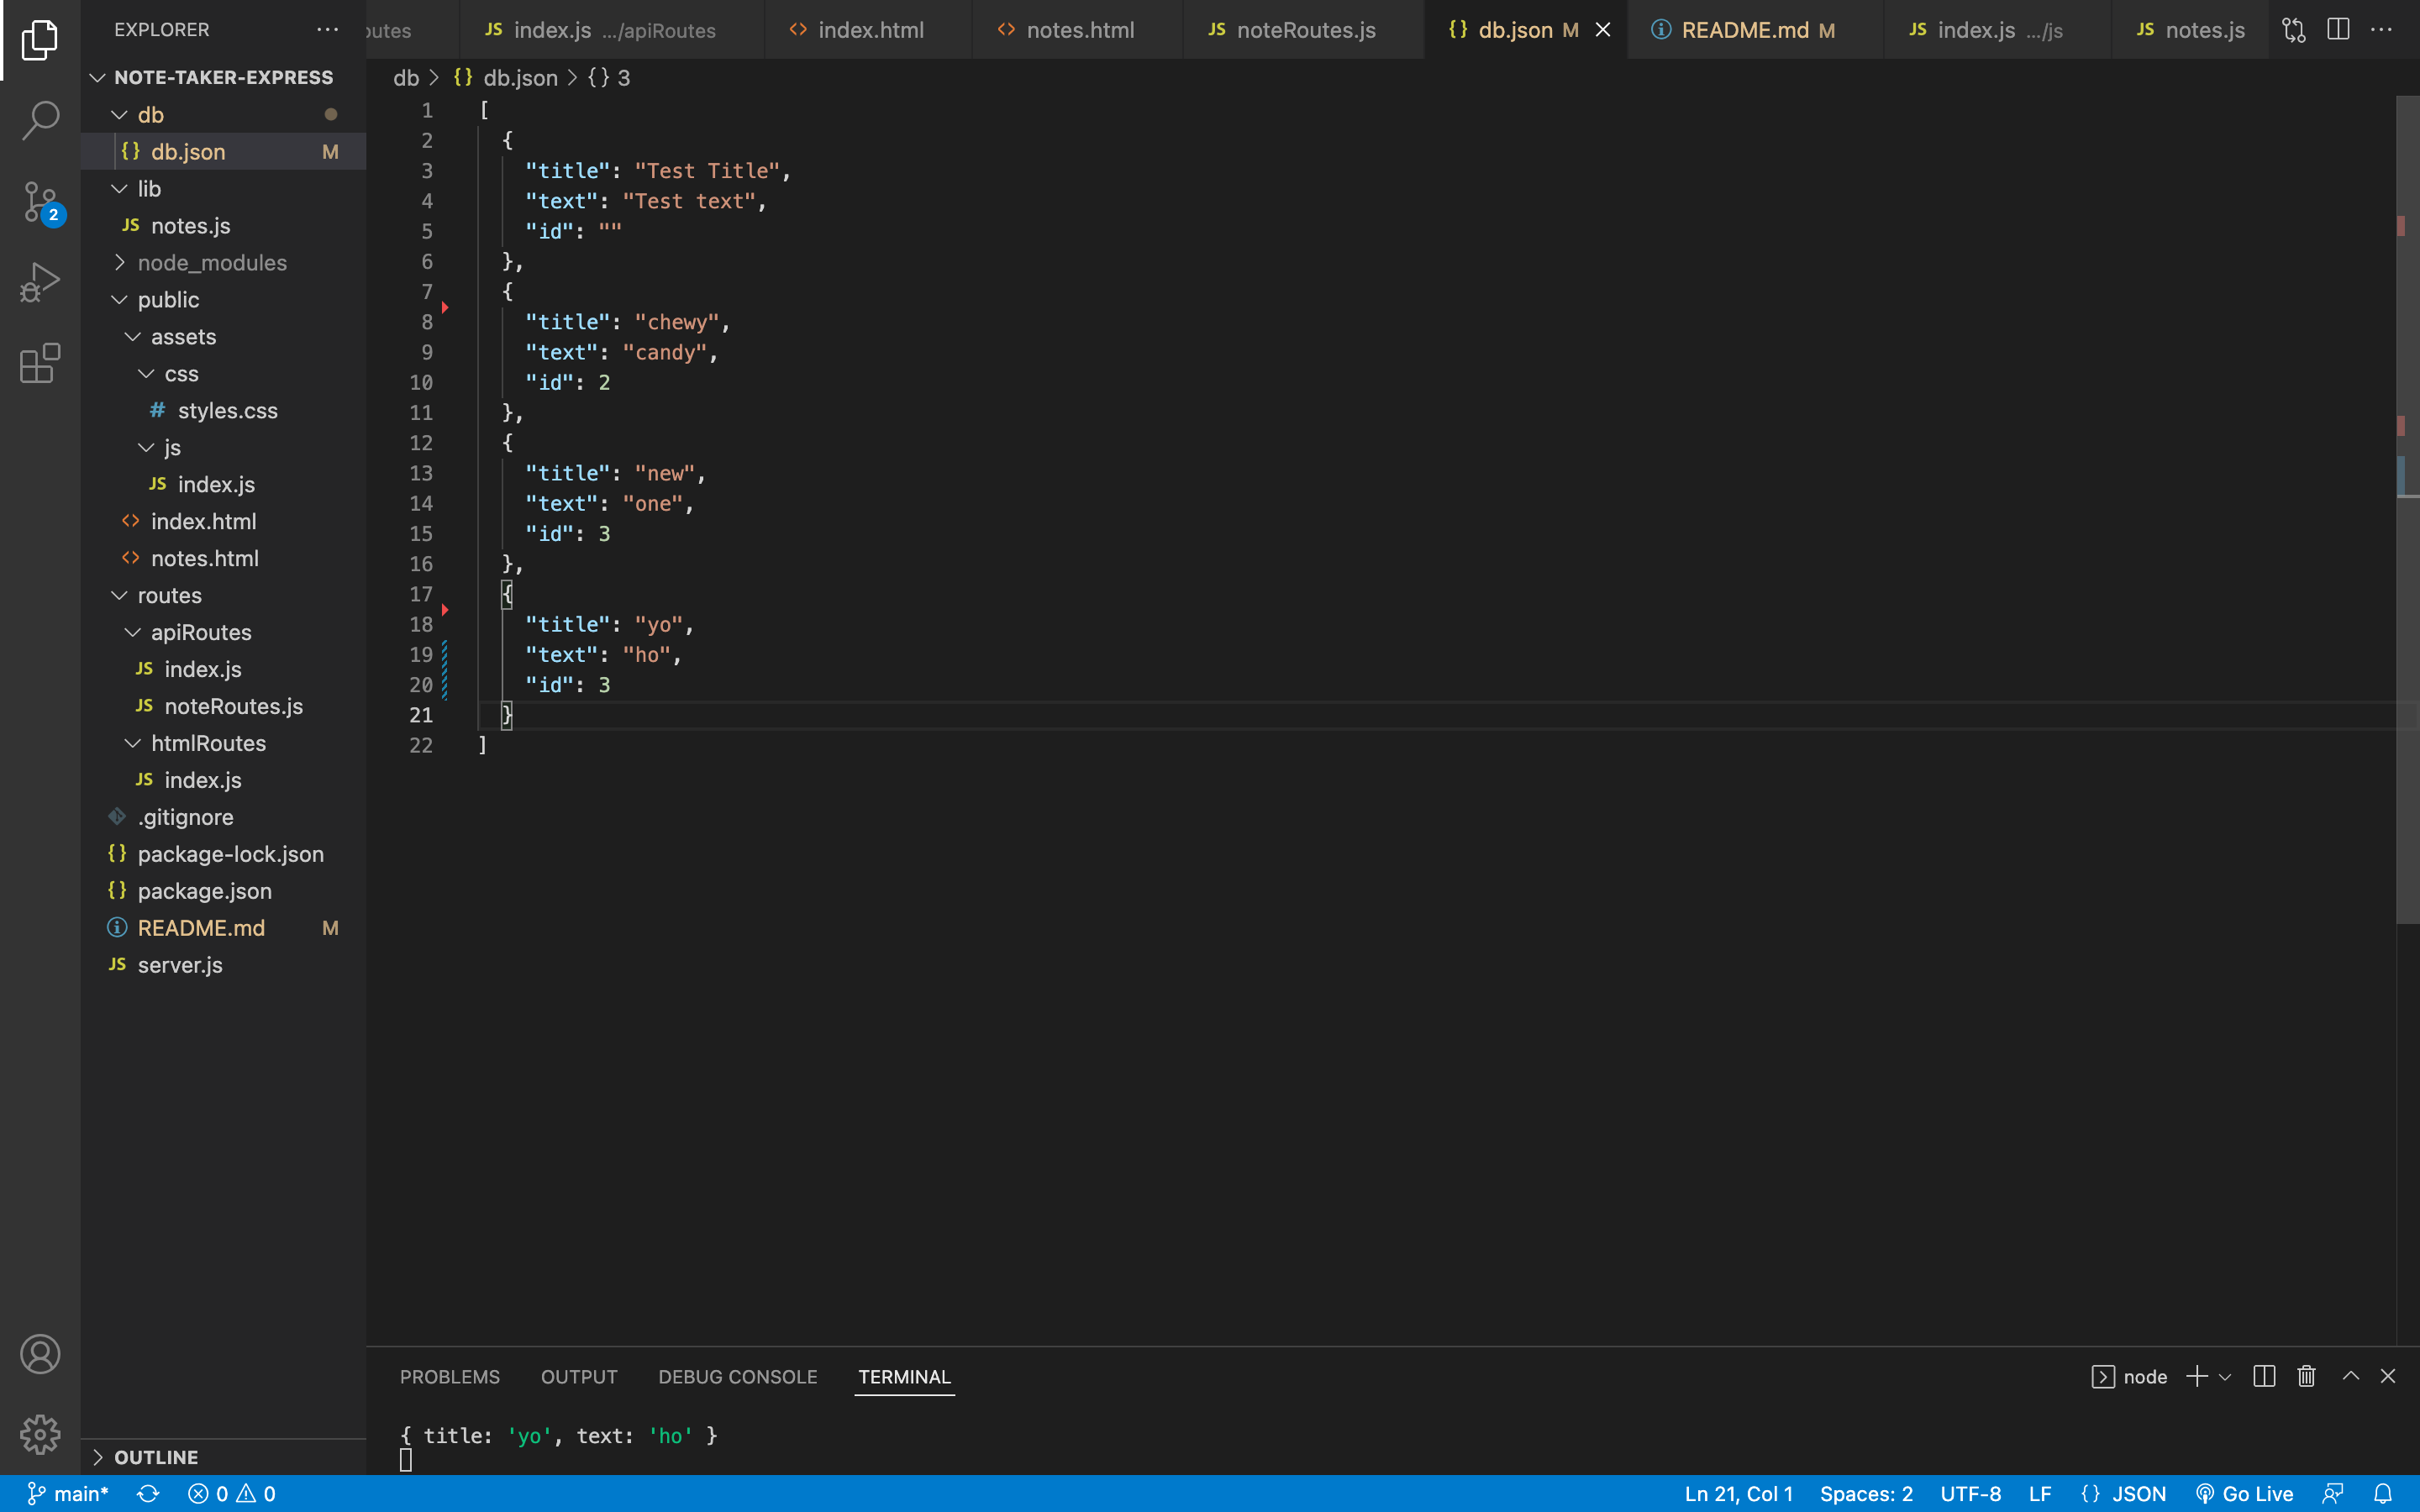 EXPLORER
NOTE-TAKER-EXPRESS
db
{} db.json M
lib
JS notes.js
node_modules
public
assets
css
# styles.css
js
JS index.js
<> index.html
<> notes.html
routes
apiRoutes
JS index.js
JS noteRoutes.js
htmlRoutes
JS index.js
.gitignore
{} package-lock.json
{} package.json
README.md M
JS server.js
OUTLINE
2
outes JS index.js .../apiRoutes <> index.html <> notes.html JS noteRoutes.js {} db.json M README.md M JS index.js .../js JS notes.js
db > {} db.json > {} 3
1 [
2 {
3 "title": "Test Title",
4 "text": "Test text",
5 "id": ""
6 },
7 {
8 "title": "chewy",
9 "text": "candy",
10 "id": 2
11 },
12 {
13 "title": "new",
14 "text": "one",
15 "id": 3
16 },
17 {
18 "title": "yo",
19 "text": "ho",
20 "id": 3
21 }
22 ]
PROBLEMS OUTPUT DEBUG CONSOLE TERMINAL node
{ title: 'yo', text: 'ho' }
main* 0 0 Ln 21, Col 1 Spaces: 2 UTF-8 LF {} JSON Go Live